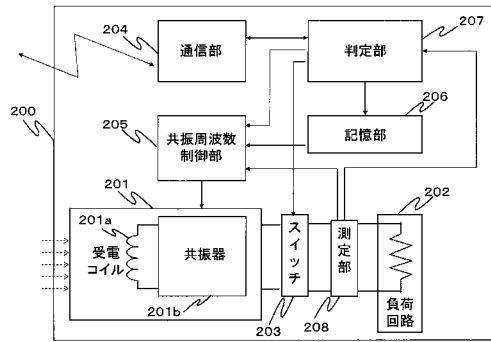 204
通信部
判定部
207
200
206
205
共振周波数
制御部
記憶部
201
202
201a
受電
コイル
共振器
スイッチ
測定部
201b
203
208
負荷
回路